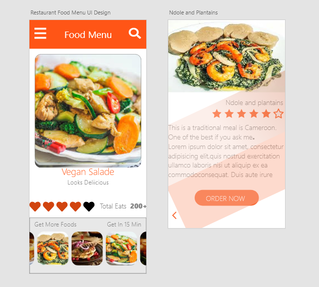 Restaurant Food Menu UI Design
Food Menu
Vegan Salade
Looks Delicious
Total Eats 200+
Get More Foods
Get In 15 Min
Ndole and Plantains
Ndole and plantains
This is a traditional meal is Cameroon.
One of the best if you ask me,
Lorem ipsum dolor sit amet, consectetur
adipisicing elit,quis nostrud exercitation
ullamco laboris nisi ut aliquip ex ea
commodoconsequat. Duis aute irure
ORDER NOW